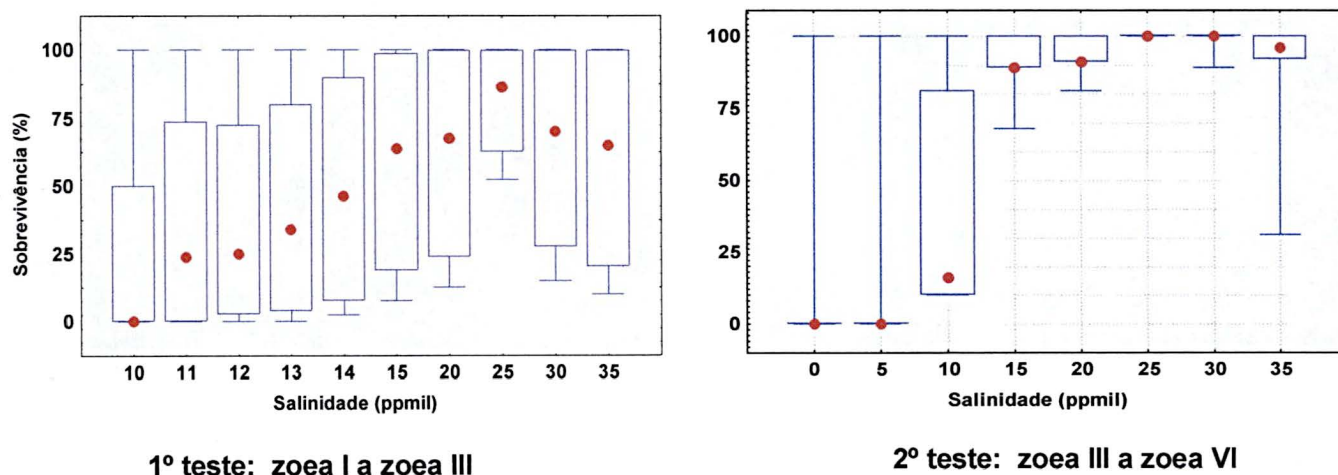 100
75
50
25
0
Sobrevivência (%)
10 11 12 13 14 15 20 25 30 35
Salinidade (ppmil)
1º teste: zoea I a zoea III
100
75
50
25
0
0 5 10 15 20 25 30 35
Salinidade (ppmil)
2º teste: zoea III a zoea VI